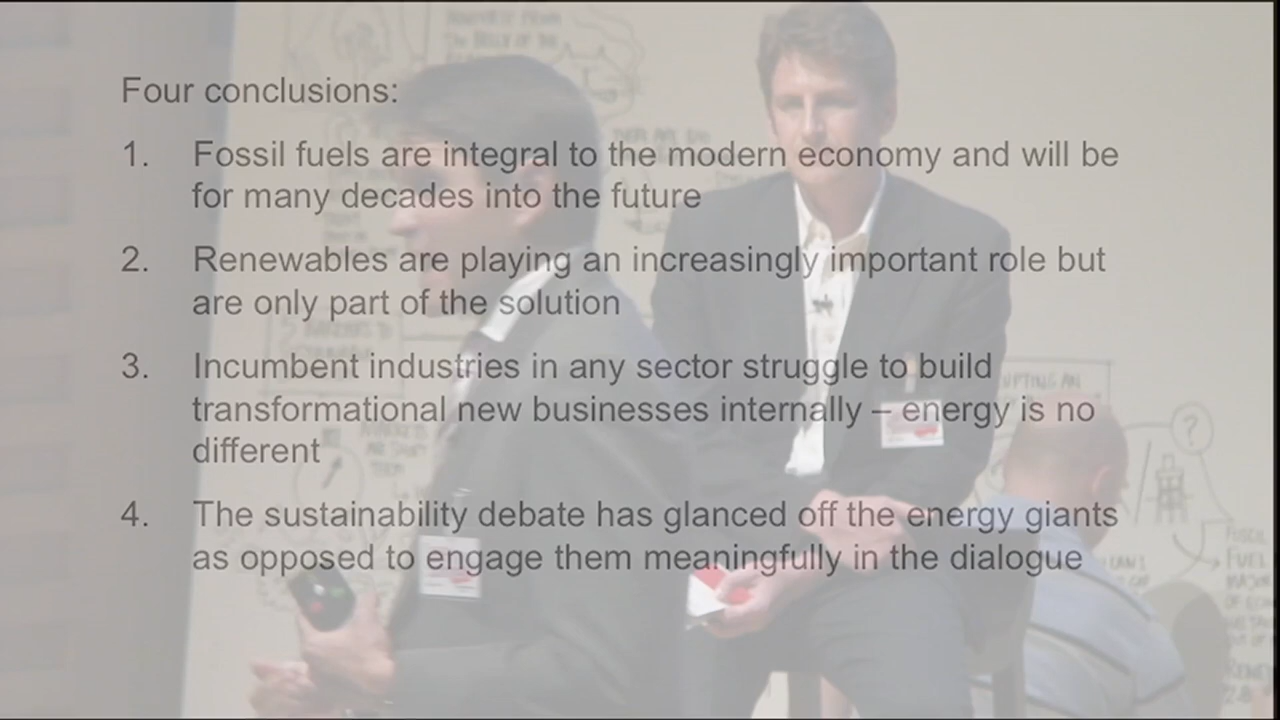 Four conclusions:
1. Fossil fuels are integral to the modern economy and will be
for many decades into the future
2. Renewables are playing an increasingly important role but
are only part of the solution
3. Incumbent industries in any sector struggle to build
transformational new businesses internally – energy is no
different
4. The sustainability debate has glanced off the energy giants
as opposed to engage them meaningfully in the dialogue
FUEL